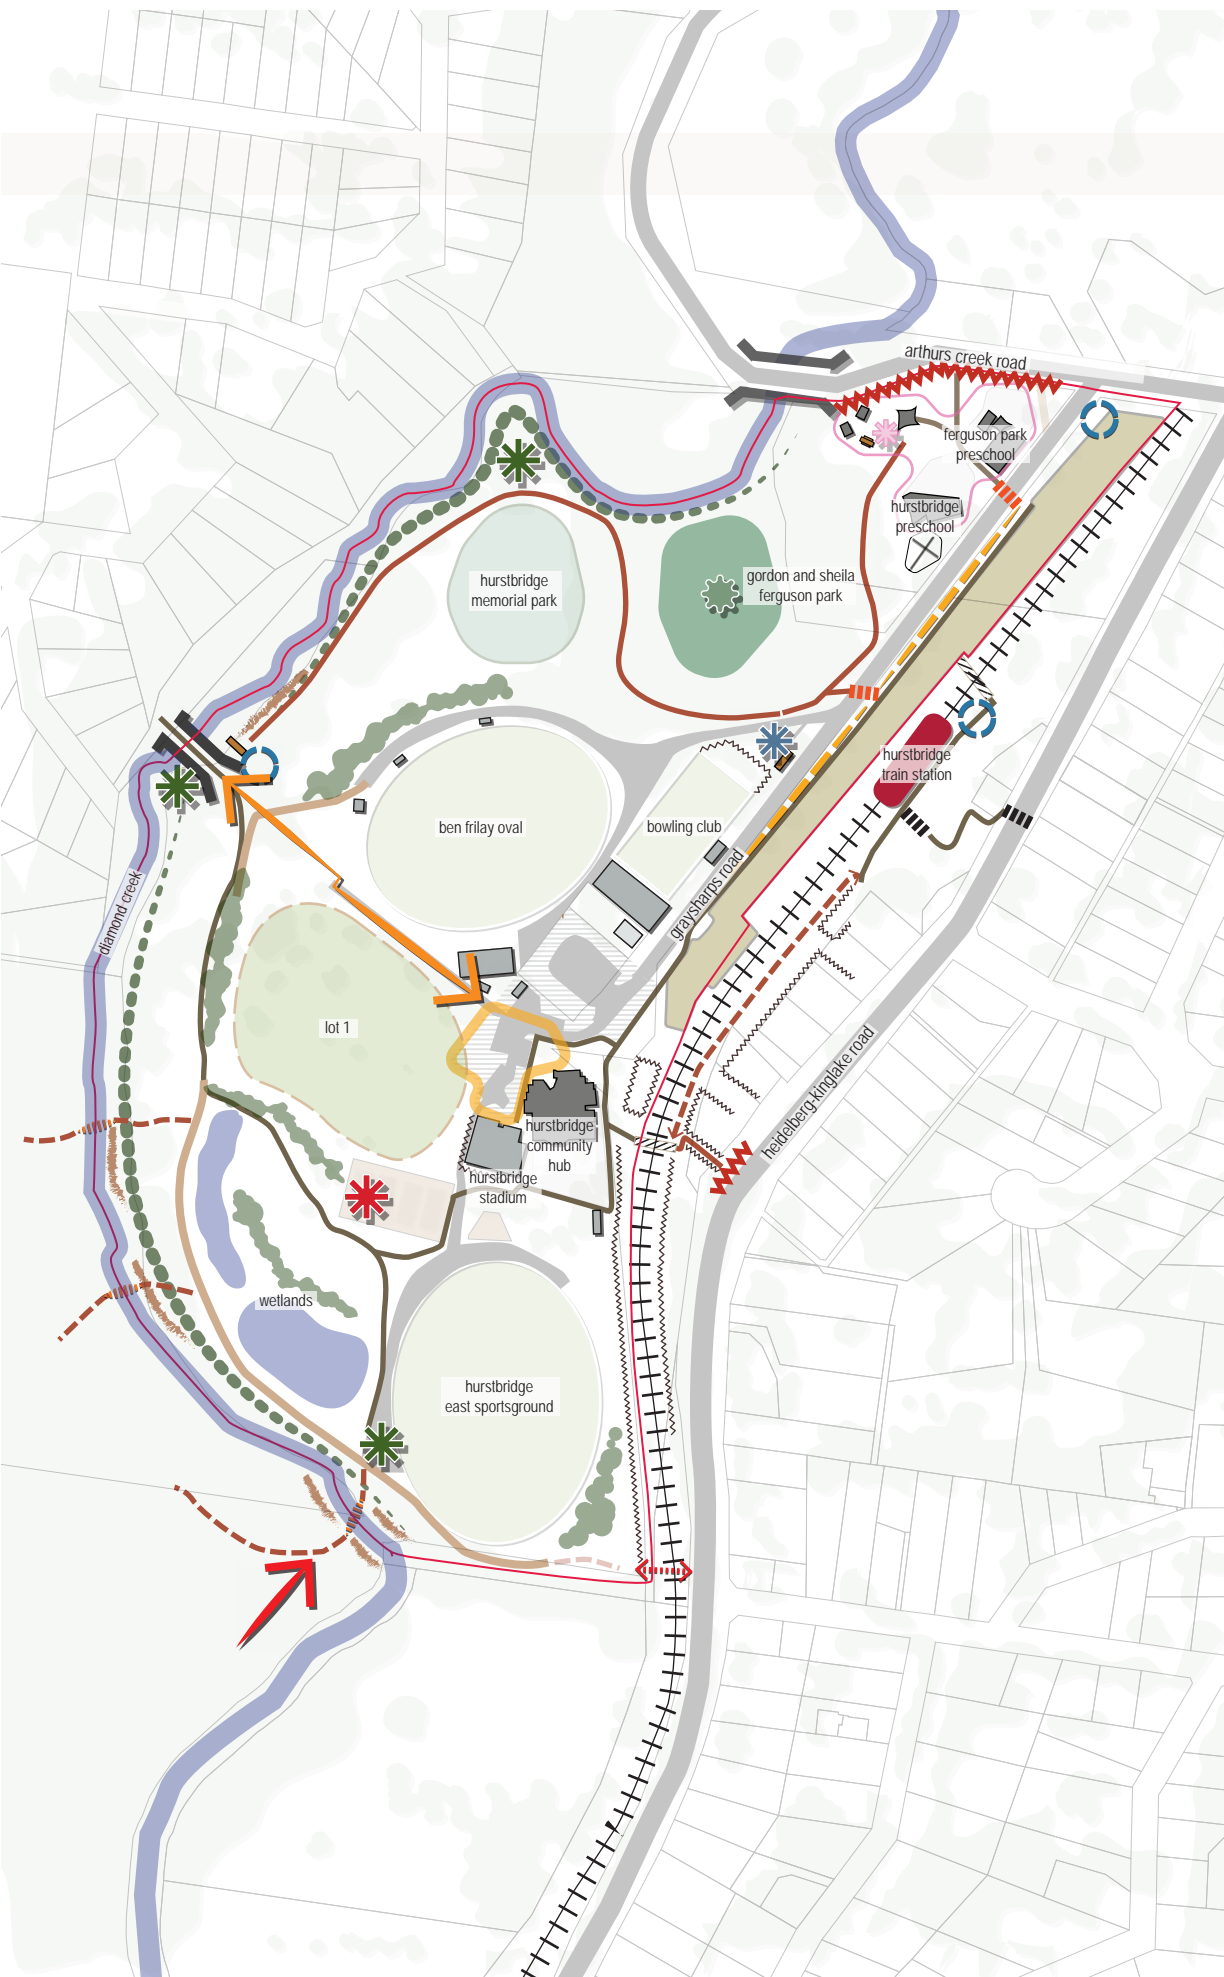 arthurs creek road
ferguson park
preschool
hurstbridge
preschool
hurstbridge
memorial park
gordon and sheila
ferguson park
hurstbridge
train station
ben frilay oval
bowling club
graysharps road
diamond creek
lot 1
heidelberg-kinglake road
hurstbridge
community
hub
hurstbridge
stadium
wetlands
hurstbridge
east sportsground